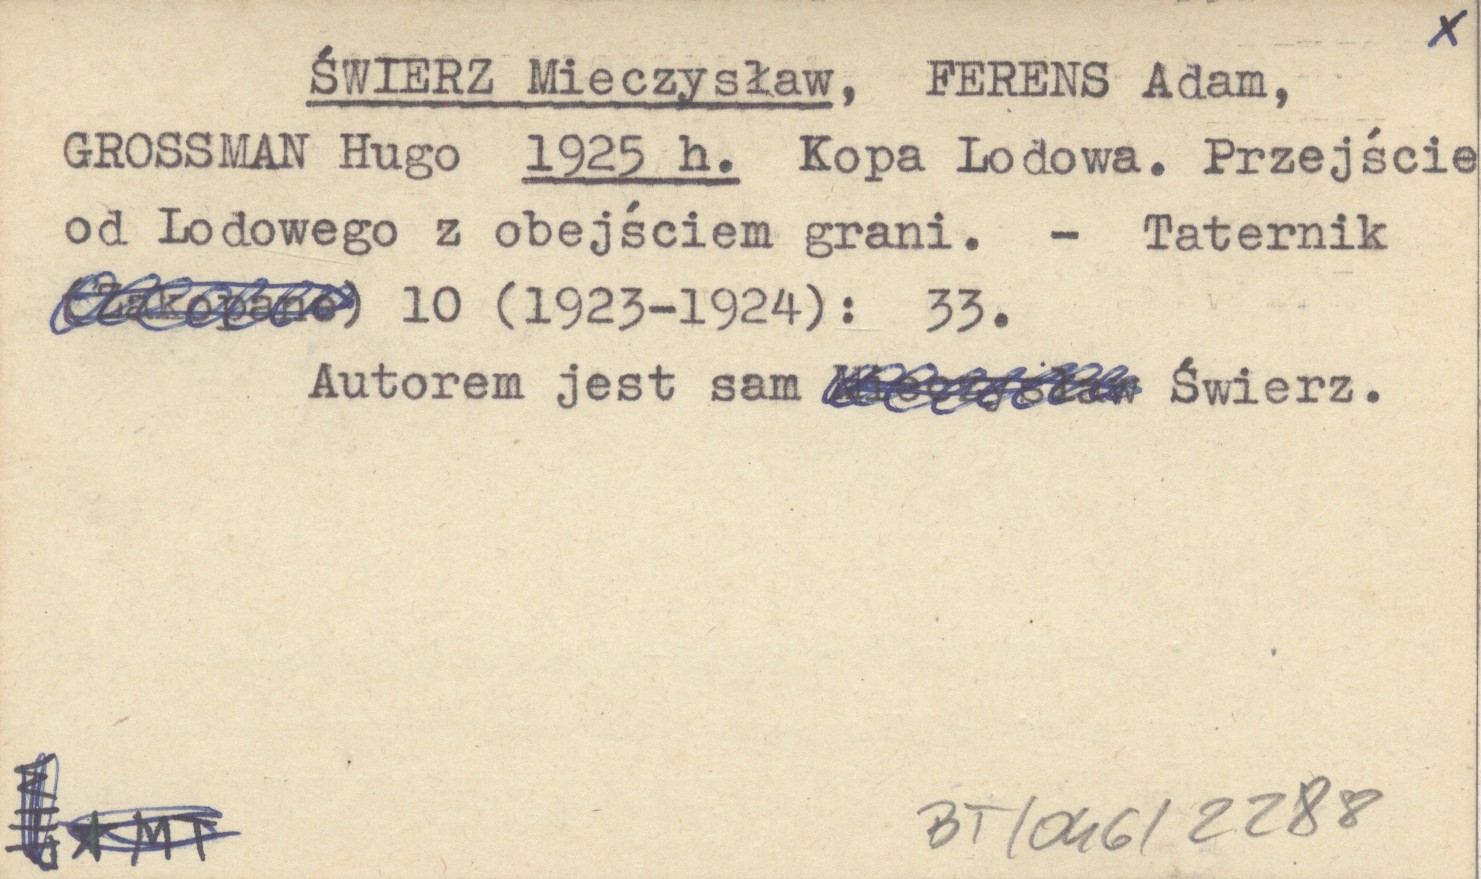 x
ŚWIERZ Mieczysław, FERENS Adam,
GROSSMAN Hugo 1925 h. Kopa Lodowa. Przejście
od Lodowego z obejściem grani. - Taternik
(Zakopane) 10 (1923-1924): 33.
Autorem jest sam Mieczysław Świerz.
MT
BT/046/2288